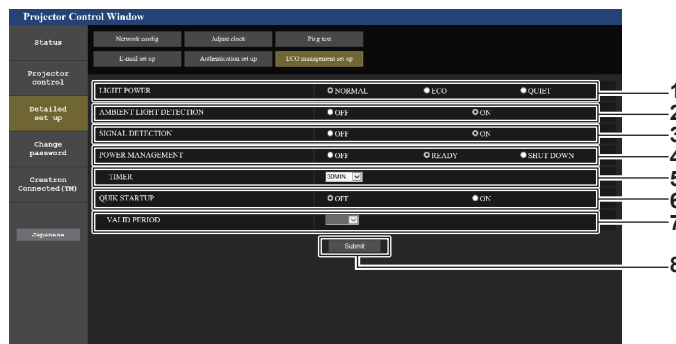 Projector Control Window
Status
Network config Adjust clock Ping test
E-mail set up Authentication set up ECO management set up
Projector control
LIGHT POWER NORMAL ECO QUIET 1
Detailed set up
AMBIENT LIGHT DETECTION OFF ON 2
SIGNAL DETECTION OFF ON 3
Change password
POWER MANAGEMENT OFF READY SHUT DOWN 4
Crestron Connected(TM)
TIMER 30MIN. 5
QUIK STARTUP OFF ON 6
VALID PERIOD 7
Japanese
Submit 8